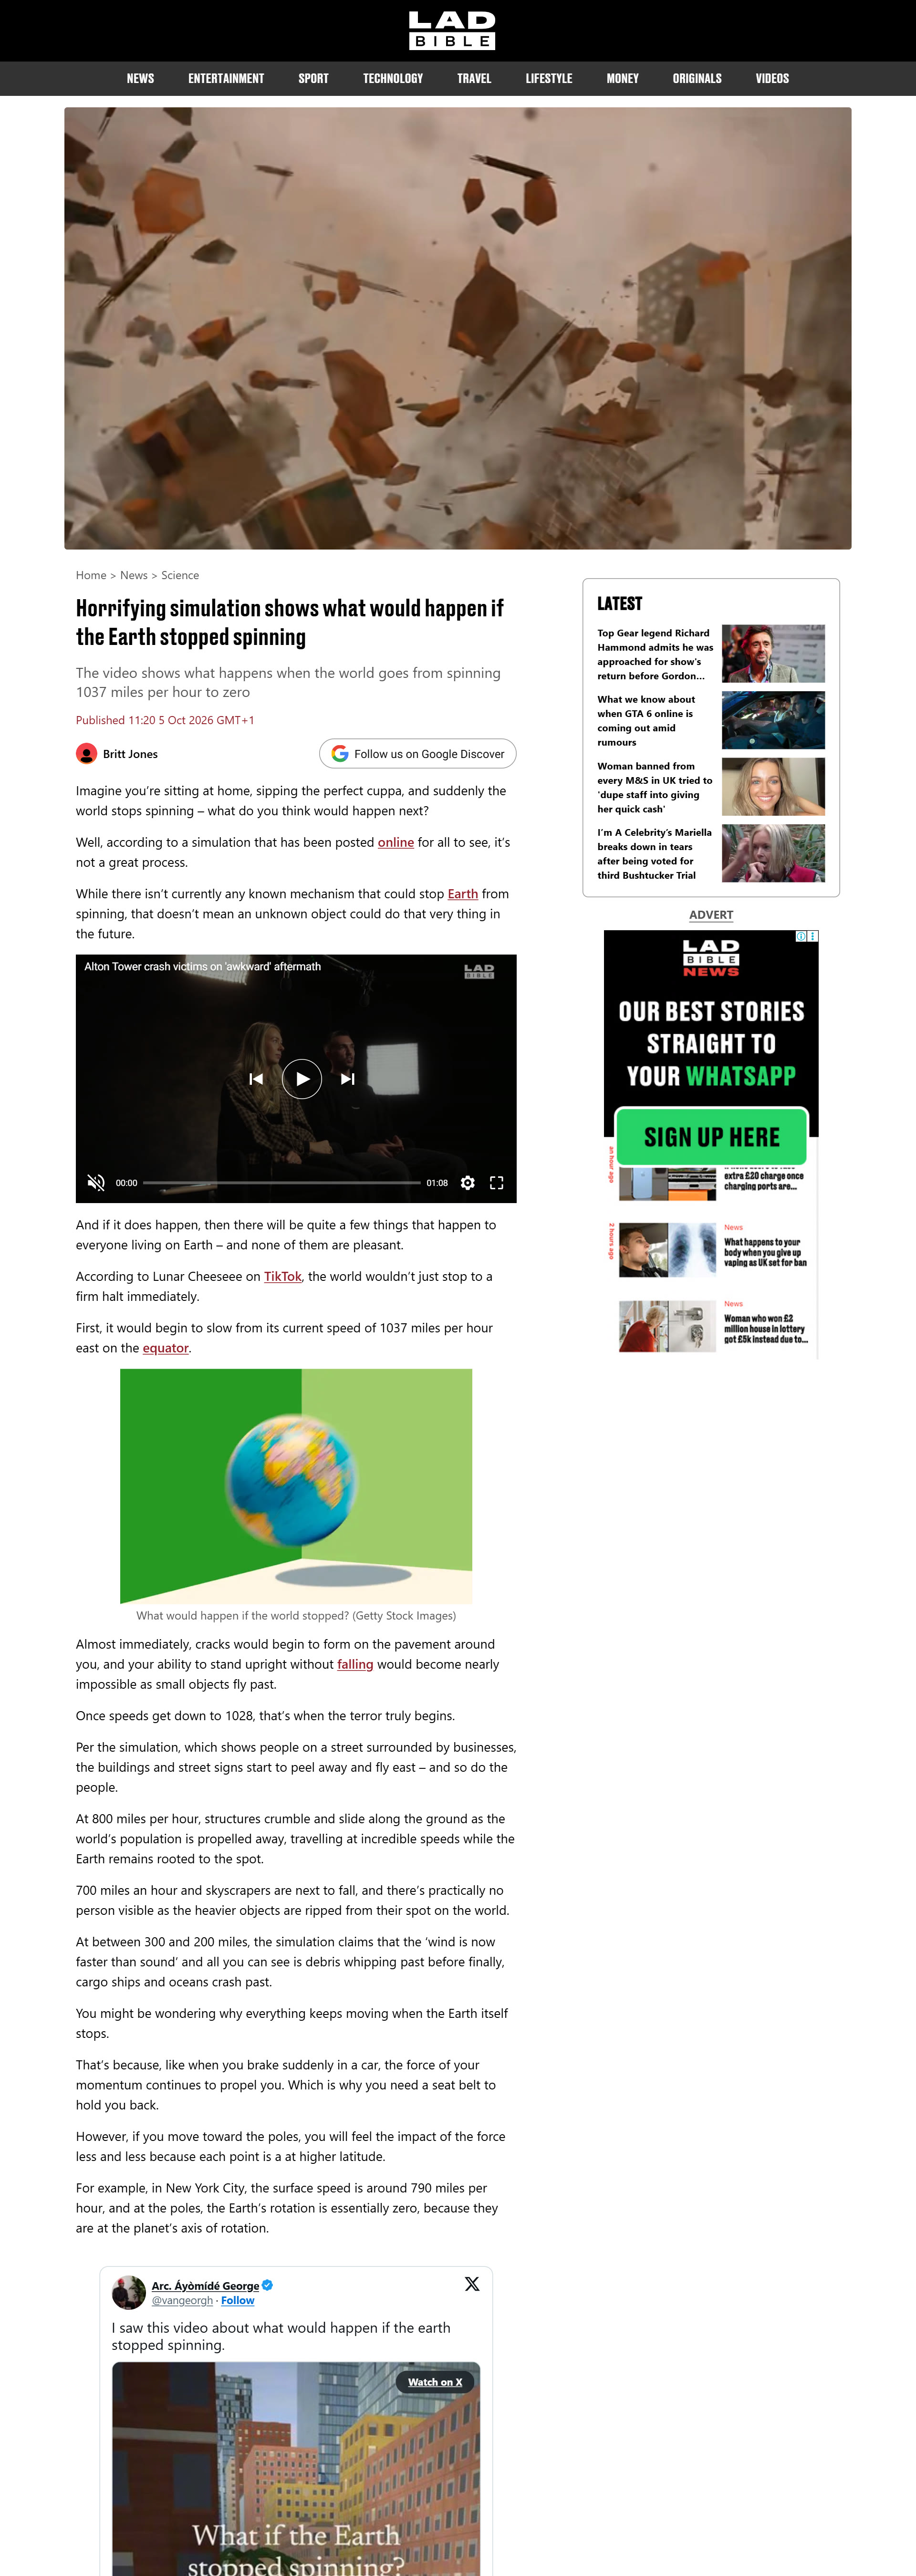 LAD
BIBLE
NEWS
ENTERTAINMENT
SPORT
TECHNOLOGY
TRAVEL
LIFESTYLE
MONEY
ORIGINALS
VIDEOS
Home > News > Science
Horrifying simulation shows what would happen if
the Earth stopped spinning
The video shows what happens when the world goes from spinning
1037 miles per hour to zero
Published 11:20 5 Oct 2026 GMT+1
Britt Jones
Follow us on Google Discover
Imagine you're sitting at home, sipping the perfect cuppa, and suddenly the
world stops spinning – what do you think would happen next?
Well, according to a simulation that has been posted online for all to see, it's
not a great process.
While there isn't currently any known mechanism that could stop Earth from
spinning, that doesn't mean an unknown object could do that very thing in
the future.
Alton Tower crash victims on 'awkward' aftermath
LAD
BIBLE
00:00
01:08
And if it does happen, then there will be quite a few things that happen to
everyone living on Earth – and none of them are pleasant.
According to Lunar Cheeseee on TikTok, the world wouldn't just stop to a
firm halt immediately.
First, it would begin to slow from its current speed of 1037 miles per hour
east on the equator.
What would happen if the world stopped? (Getty Stock Images)
Almost immediately, cracks would begin to form on the pavement around
you, and your ability to stand upright without falling would become nearly
impossible as small objects fly past.
Once speeds get down to 1028, that's when the terror truly begins.
Per the simulation, which shows people on a street surrounded by businesses,
the buildings and street signs start to peel away and fly east – and so do the
people.
At 800 miles per hour, structures crumble and slide along the ground as the
world's population is propelled away, travelling at incredible speeds while the
Earth remains rooted to the spot.
700 miles an hour and skyscrapers are next to fall, and there's practically no
person visible as the heavier objects are ripped from their spot on the world.
At between 300 and 200 miles, the simulation claims that the 'wind is now
faster than sound' and all you can see is debris whipping past before finally,
cargo ships and oceans crash past.
You might be wondering why everything keeps moving when the Earth itself
stops.
That's because, like when you brake suddenly in a car, the force of your
momentum continues to propel you. Which is why you need a seat belt to
hold you back.
However, if you move toward the poles, you will feel the impact of the force
less and less because each point is a at higher latitude.
For example, in New York City, the surface speed is around 790 miles per
hour, and at the poles, the Earth's rotation is essentially zero, because they
are at the planet's axis of rotation.
Arc. Áyòmídé George
@vangeorgh · Follow
I saw this video about what would happen if the earth
stopped spinning.
Watch on X
What if the Earth
stopped spinning?
LATEST
Top Gear legend Richard
Hammond admits he was
approached for show's
return before Gordon...
What we know about
when GTA 6 online is
coming out amid
rumours
Woman banned from
every M&S in UK tried to
'dupe staff into giving
her quick cash'
I'm A Celebrity's Mariella
breaks down in tears
after being voted for
third Bushtucker Trial
ADVERT
LAD
BIBLE
NEWS
OUR BEST STORIES
STRAIGHT TO
YOUR WHATSAPP
SIGN UP HERE
an hour ago
extra £20 charge once
charging ports are...
2 hours ago
News
What happens to your
body when you give up
vaping as UK set for ban
News
Woman who won £2
million house in lottery
got £5k instead due to...